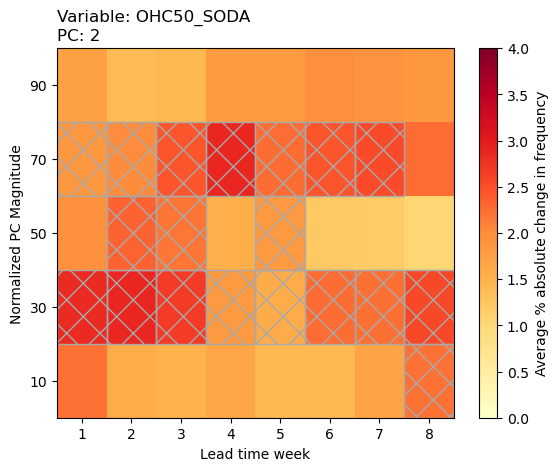 Variable: OHC50_SODA
PC: 2
Normalized PC Magnitude
90
70
50
30
10
1 2 3 4 5 6 7 8
Lead time week
4.0
3.5
3.0
2.5
2.0
1.5
1.0
0.5
0.0
Average % absolute change in frequency